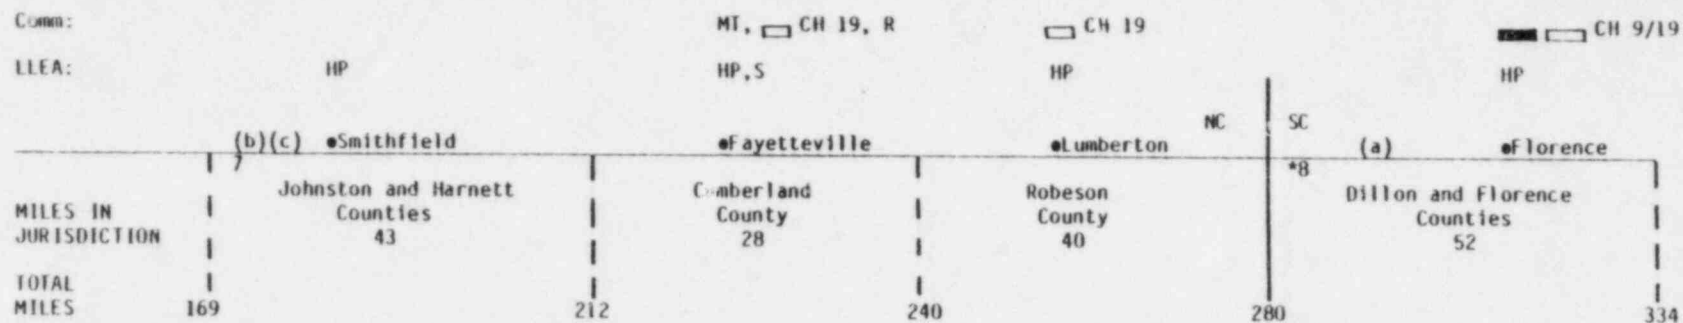 Comm: MT, CH 19, R CH 19 CH 9/19
LLEA: HP HP,S HP HP
NC SC
(b)(c) •Smithfield •Fayetteville •Lumberton (a) •Florence
7 *8
Johnston and Harnett Cumberland Robeson Dillon and Florence
MILES IN Counties County County Counties
JURISDICTION 43 28 40 52
TOTAL
MILES 169 212 240 280 334